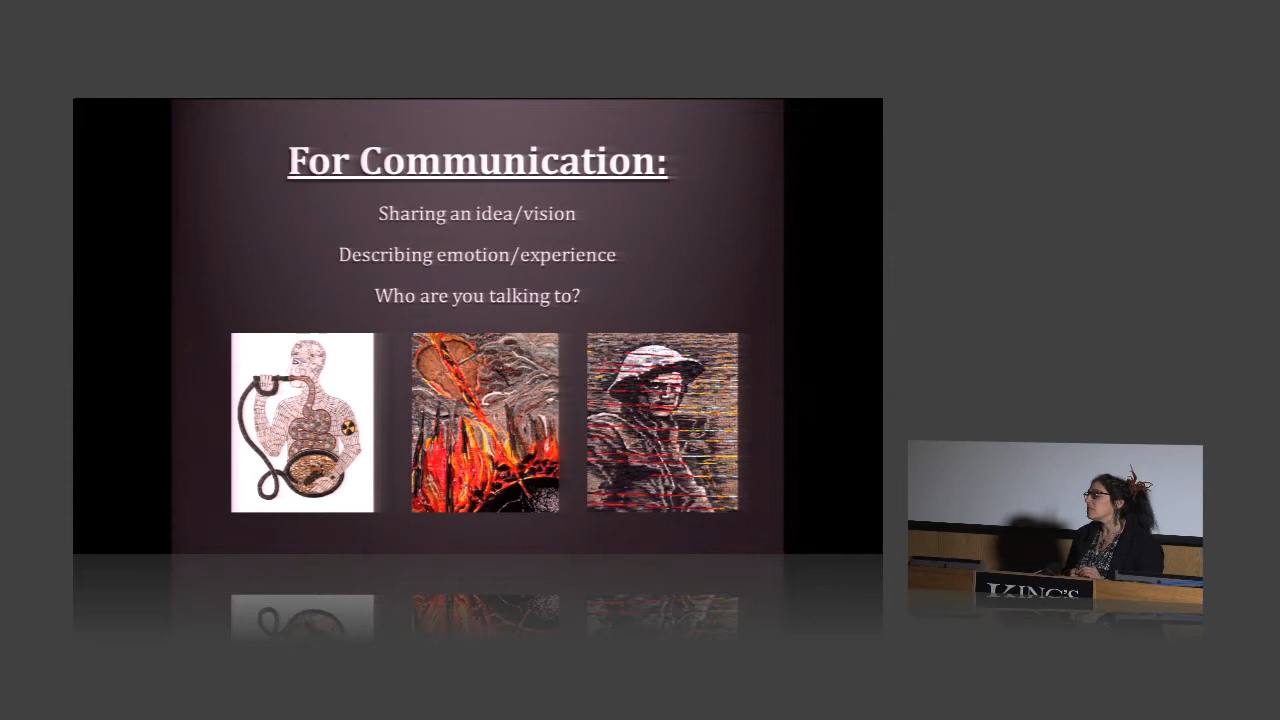 For Communication:
Sharing an idea/vision
Describing emotion/experience
Who are you talking to?
KING'S